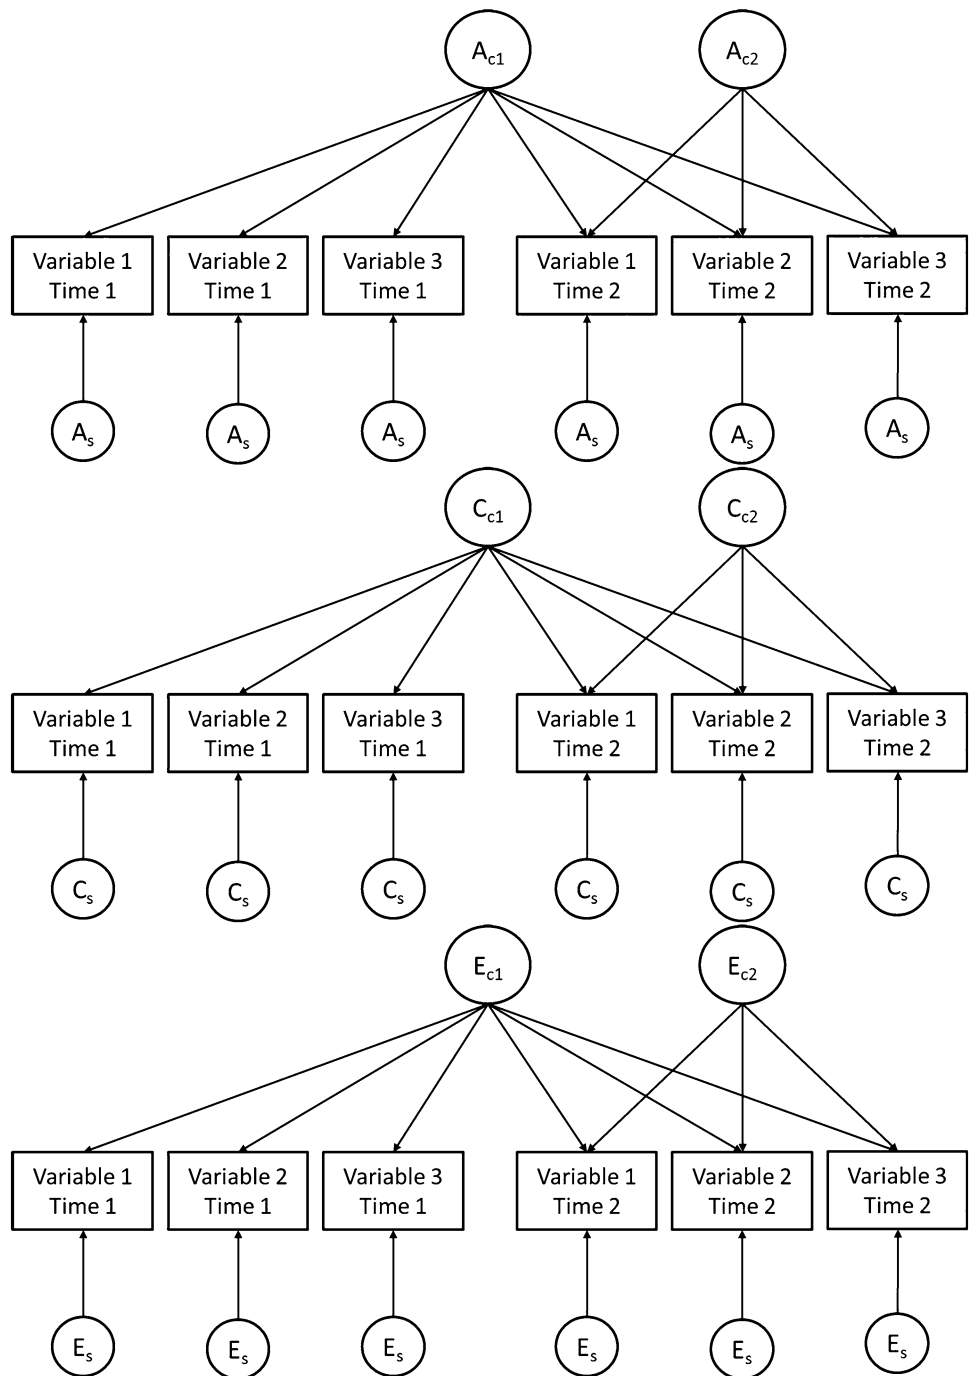 Ac1 Ac2
Variable 1 Variable 2 Variable 3 Variable 1 Variable 2 Variable 3
Time 1 Time 1 Time 1 Time 2 Time 2 Time 2
As As As As As As
Cc1 Cc2
Variable 1 Variable 2 Variable 3 Variable 1 Variable 2 Variable 3
Time 1 Time 1 Time 1 Time 2 Time 2 Time 2
Cs Cs Cs Cs Cs Cs
Ec1 Ec2
Variable 1 Variable 2 Variable 3 Variable 1 Variable 2 Variable 3
Time 1 Time 1 Time 1 Time 2 Time 2 Time 2
Es Es Es Es Es Es